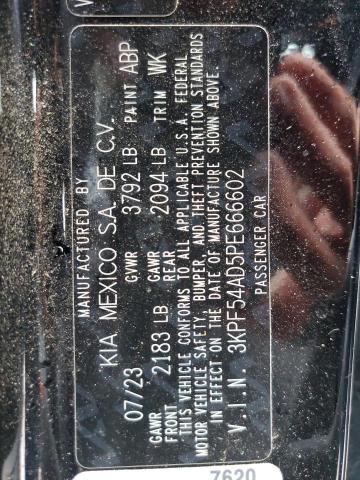 MANUFACTURED BY
KIA MEXICO S.A. DE C.V.
07/23 GVWR 3792 LB PAINT ABP
GAWR FRONT 2183 LB GAWR REAR 2094 LB TRIM WK
THIS VEHICLE CONFORMS TO ALL APPLICABLE U.S.A. FEDERAL
MOTOR VEHICLE SAFETY, BUMPER, AND THEFT PREVENTION STANDARDS
IN EFFECT ON THE DATE OF MANUFACTURE SHOWN ABOVE.
V.I.N. 3KPF54AD5PE666602
PASSENGER CAR
7620